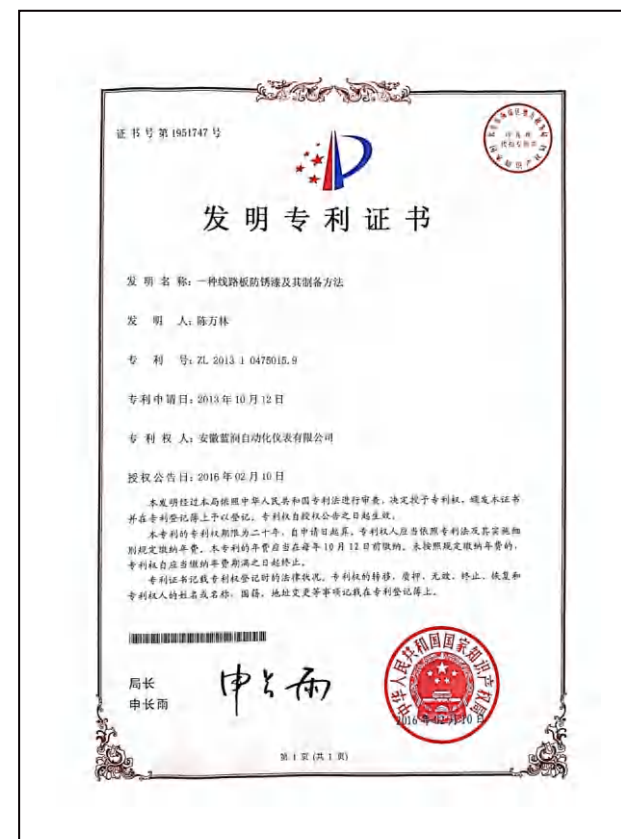 证书号第1951747号
发明专利证书
发 明 名 称：一种线路板防锈漆及其制备方法
发 明 人：陈万林
专 利 号：ZL 2013 1 0475015.9
专利申请日：2013年10月12日
专 利 权 人：安徽蓝润自动化仪表有限公司
授权公告日：2016年02月10日
本发明经过本局依照中华人民共和国专利法进行审查，决定授予专利权，颁发本证书
并在专利登记簿上予以登记。专利权自授权公告之日起生效。
本专利的专利权期限为二十年，自申请日起算。专利权人应当依照专利法及其实施细
则规定缴纳年费。本专利的年费应当在每年10月12日前缴纳。未按照规定缴纳年费的，
专利权自应当缴纳年费期满之日起终止。
专利证书记载专利权登记时的法律状况。专利权的转移、质押、无效、终止、恢复和
专利权人的姓名或名称、国籍、地址变更等事项记载在专利登记簿上。
局长
申长雨
申长雨
中华人民共和国国家知识产权局
2016年02月10日
第1页(共1页)